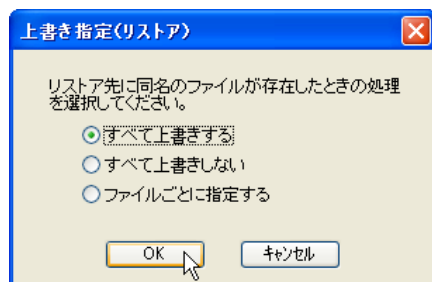 上書き指定(リストア)
リストア先に同名のファイルが存在したときの処理
を選択してください。
すべて上書きする
すべて上書きしない
ファイルごとに指定する
OK
キャンセル